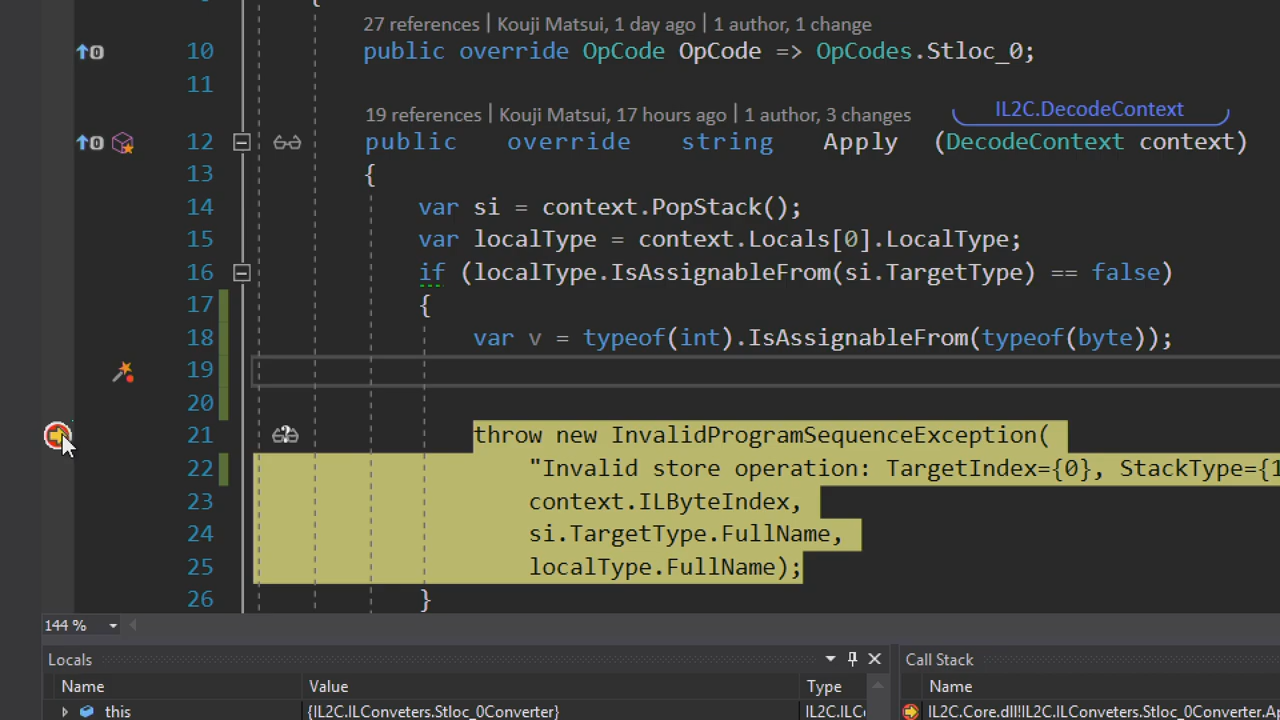 27 references | Kouji Matsui, 1 day ago | 1 author, 1 change
10 public override OpCode OpCode => OpCodes.Stloc_0;
11
19 references | Kouji Matsui, 17 hours ago | 1 author, 3 changes
IL2C.DecodeContext
12 public override string Apply (DecodeContext context)
13 {
14 var si = context.PopStack();
15 var localType = context.Locals[0].LocalType;
16 if (localType.IsAssignableFrom(si.TargetType) == false)
17 {
18 var v = typeof(int).IsAssignableFrom(typeof(byte));
19
20
21 throw new InvalidProgramSequenceException(
22 "Invalid store operation: TargetIndex={0}, StackType={1
23 context.ILByteIndex,
24 si.TargetType.FullName,
25 localType.FullName);
26 }
144 %
Locals
Call Stack
Name Value Type
Name
this {IL2C.ILConveters.Stloc_0Converter} IL2C.ILCo
IL2C.Core.dll!IL2C.ILConveters.Stloc_0Converter.Ap